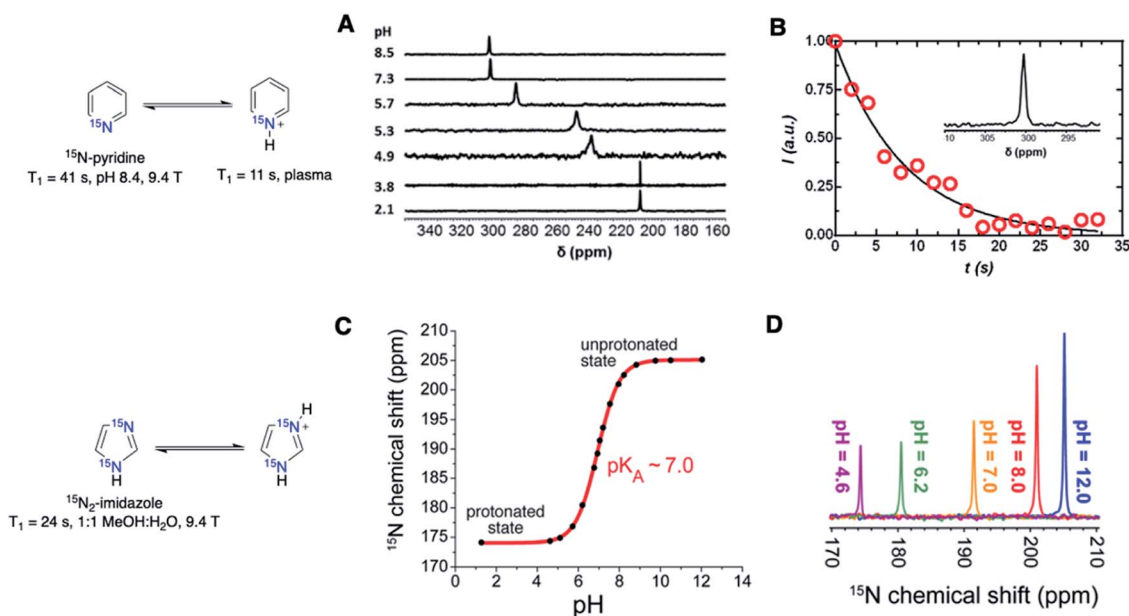 A
pH
8.5
7.3
5.7
5.3
4.9
3.8
2.1
340 320 300 280 260 240 220 200 180 160
δ (ppm)
15N
15N
+
H
15N-pyridine
T1 = 41 s, pH 8.4, 9.4 T
T1 = 11 s, plasma
B
1.00
0.75
0.50
0.25
0.00
I (a.u.)
0 5 10 15 20 25 30 35
t (s)
10 305 300 295
δ (ppm)
C
15N chemical shift (ppm)
210
205
200
195
190
185
180
175
170
0 2 4 6 8 10 12 14
pH
unprotonated
state
pKA ~ 7.0
protonated
state
15N
15N
H
H
15N
+
15N
H
15N2-imidazole
T1 = 24 s, 1:1 MeOH:H2O, 9.4 T
D
pH = 4.6
pH = 6.2
pH = 7.0
pH = 8.0
pH = 12.0
170 180 190 200 210
15N chemical shift (ppm)